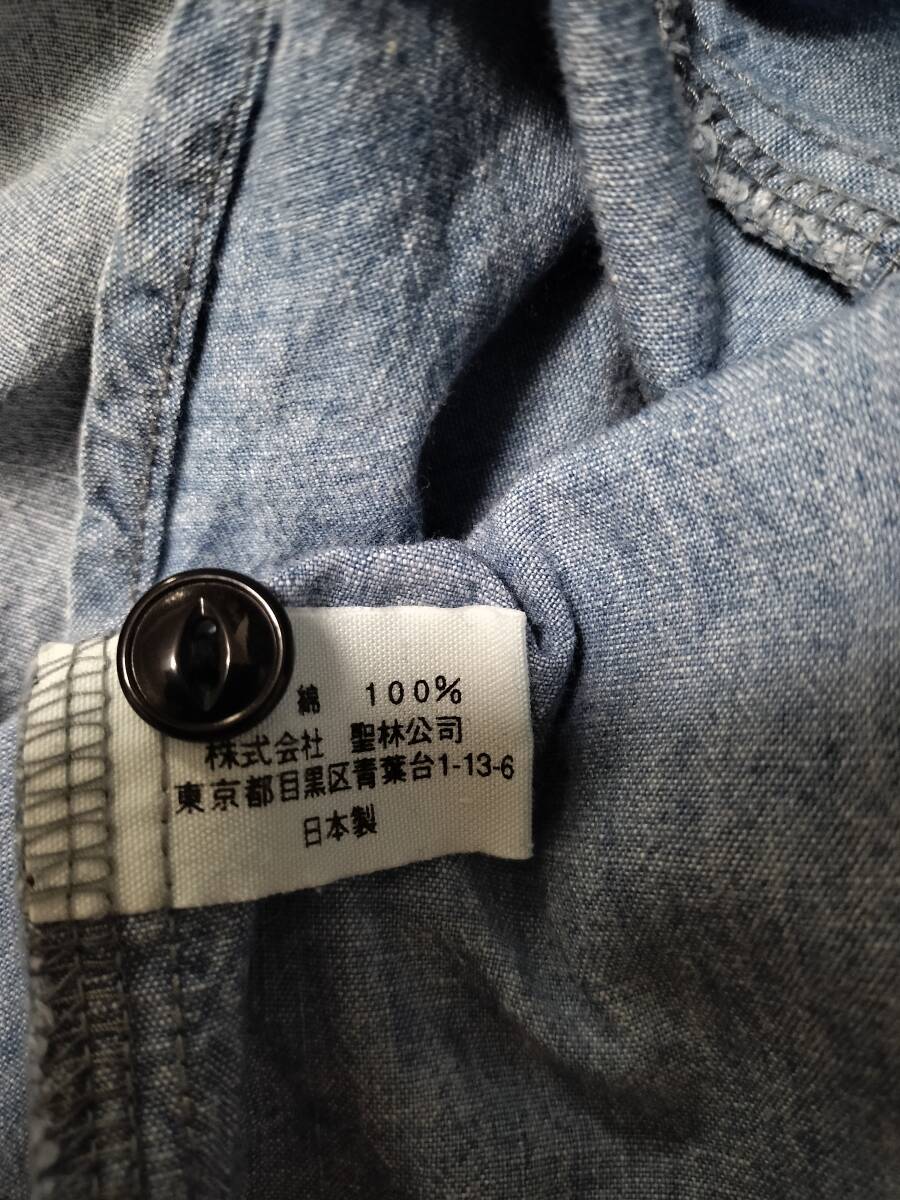 綿 100%
株式会社 聖林公司
東京都目黒区青葉台1-13-6
日本製